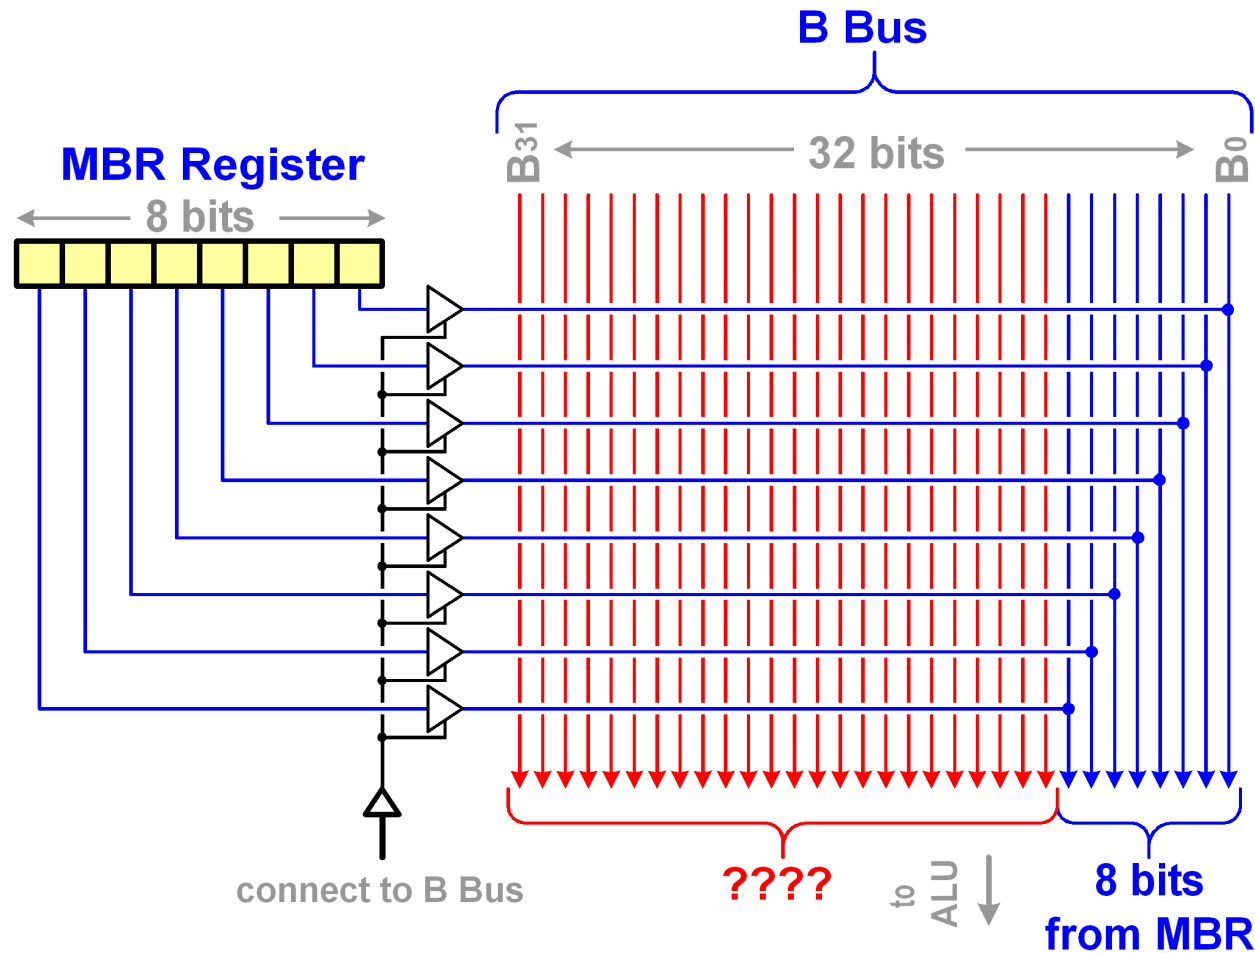 B Bus
B31
32 bits
B0
MBR Register
8 bits
connect to B Bus
????
to
ALU
8 bits
from MBR